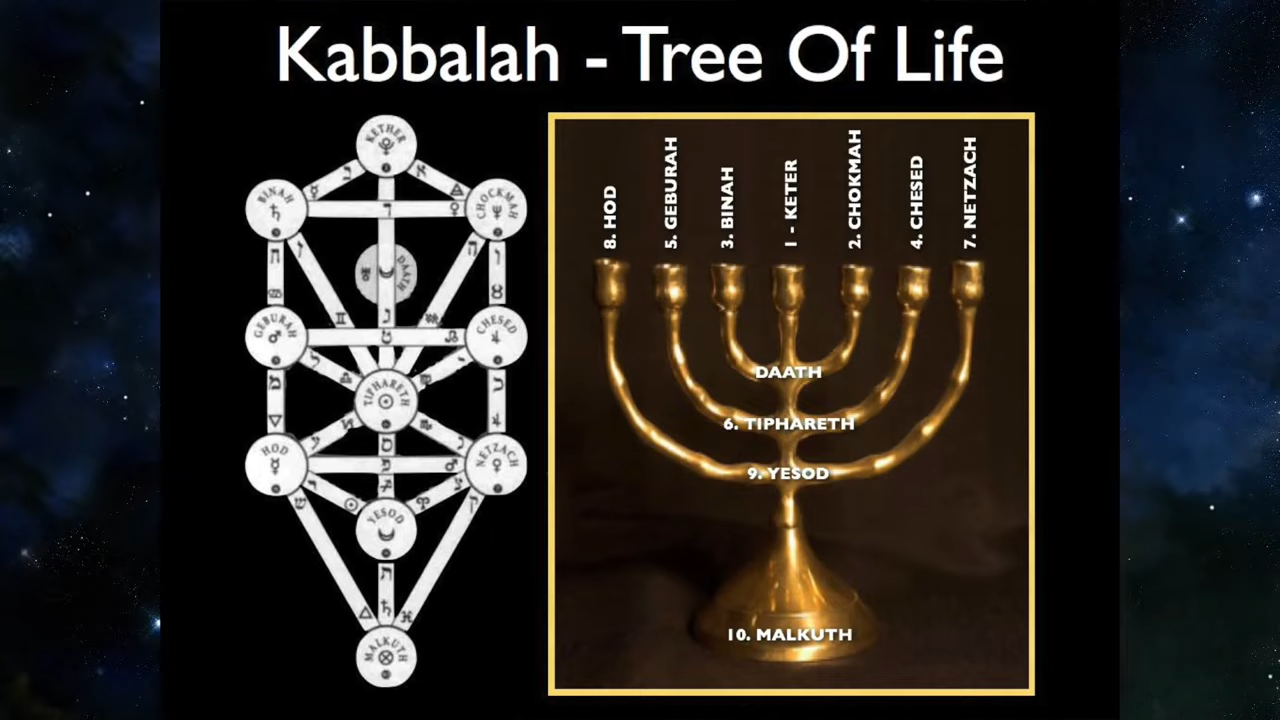 Kabbalah - Tree Of Life
KETHER
BINAH
CHOCKMAH
DAATH
GEBURAH
CHESED
TIPHARETH
HOD
NETZACH
YESOD
MALKUTH
8. HOD
5. GEBURAH
3. BINAH
1 - KETER
2. CHOKMAH
4. CHESED
7. NETZACH
DAATH
6. TIPHARETH
9. YESOD
10. MALKUTH